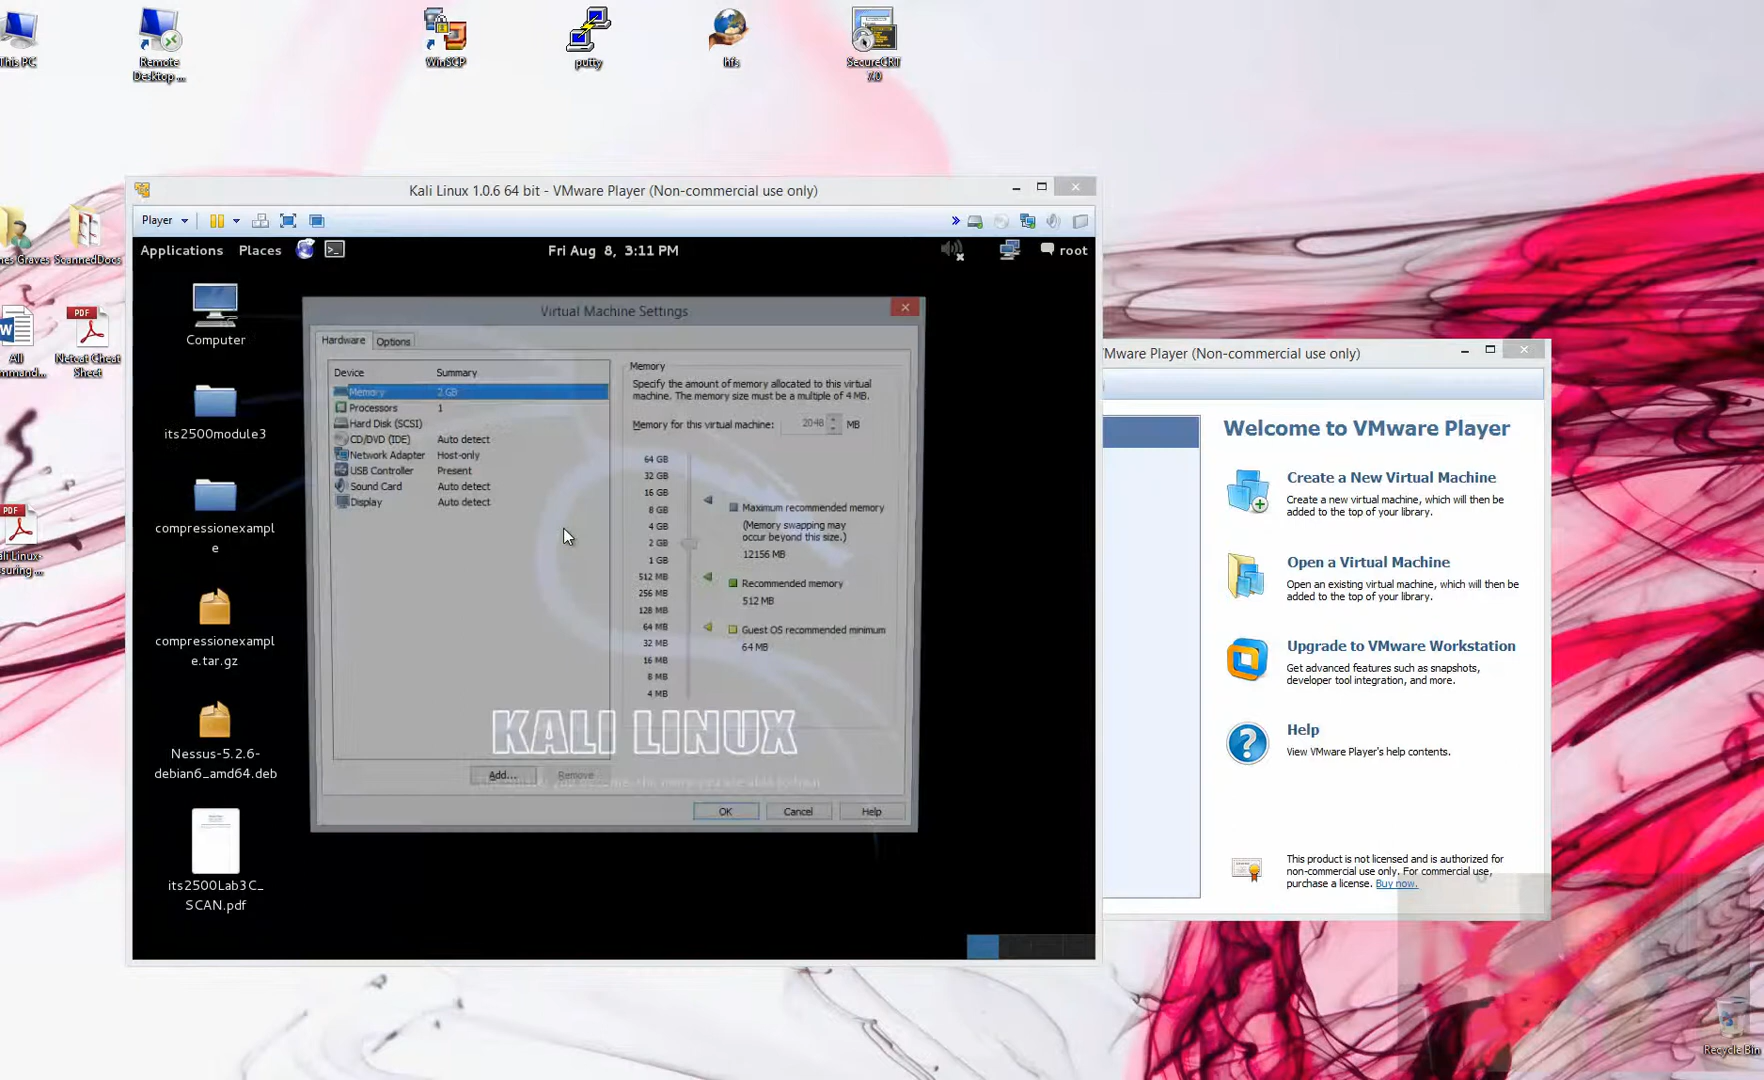 This PC
Remote
Desktop ...
WinSCP
putty
hfs
SecureCRT
7.0
nes Graves
ScannedDocs
All
ommand...
Netcat Cheat
Sheet
ali Linux-
suring ...
Kali Linux 1.0.6 64 bit - VMware Player (Non-commercial use only)
Player
Applications
Places
Fri Aug 8, 3:11 PM
root
Computer
its2500module3
compressionexampl
e
compressionexampl
e.tar.gz
Nessus-5.2.6-
debian6_amd64.deb
its2500Lab3C_
SCAN.pdf
Virtual Machine Settings
Hardware
Options
Device
Summary
Memory
2 GB
Processors
1
Hard Disk (SCSI)
CD/DVD (IDE)
Auto detect
Network Adapter
Host-only
USB Controller
Present
Sound Card
Auto detect
Display
Auto detect
Add...
Remove
Memory
Specify the amount of memory allocated to this virtual
machine. The memory size must be a multiple of 4 MB.
Memory for this virtual machine:
2048
MB
64 GB
32 GB
16 GB
8 GB
4 GB
2 GB
1 GB
512 MB
256 MB
128 MB
64 MB
32 MB
16 MB
8 MB
4 MB
Maximum recommended memory
(Memory swapping may
occur beyond this size.)
12156 MB
Recommended memory
512 MB
Guest OS recommended minimum
64 MB
KALI LINUX
OK
Cancel
Help
VMware Player (Non-commercial use only)
Welcome to VMware Player
Create a New Virtual Machine
Create a new virtual machine, which will then be
added to the top of your library.
Open a Virtual Machine
Open an existing virtual machine, which will then be
added to the top of your library.
Upgrade to VMware Workstation
Get advanced features such as snapshots,
developer tool integration, and more.
Help
View VMware Player's help contents.
This product is not licensed and is authorized for
non-commercial use only. For commercial use,
purchase a license. Buy now.
Recycle Bin